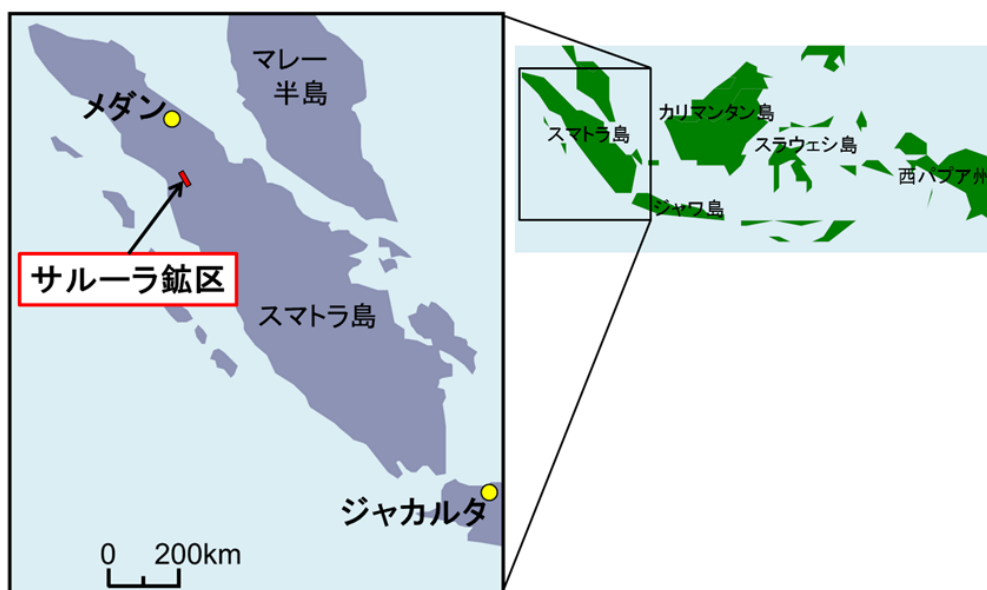 マレー
半島
メダン
サルーラ鉱区
スマトラ島
ジャカルタ
0 200km
カリマンタン島
スマトラ島
スラウェシ島
西パプア州
ジャワ島